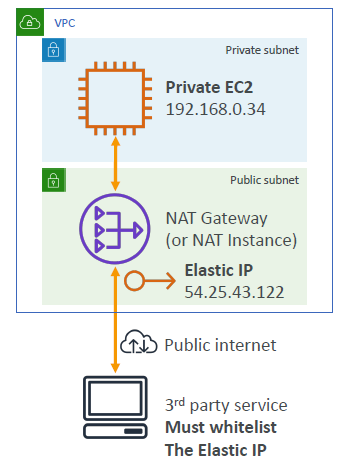 VPC
Private subnet
Private EC2
192.168.0.34
Public subnet
NAT Gateway
(or NAT Instance)
Elastic IP
54.25.43.122
Public internet
3rd party service
Must whitelist
The Elastic IP